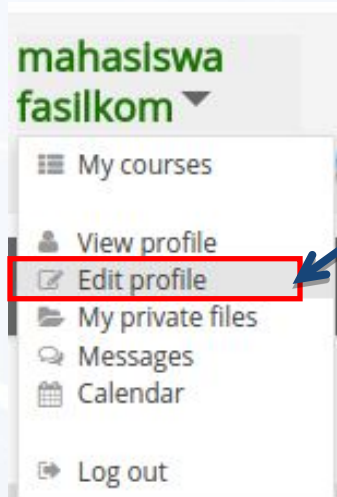 mahasiswa
fasilkom
My courses
View profile
Edit profile
My private files
Messages
Calendar
Log out